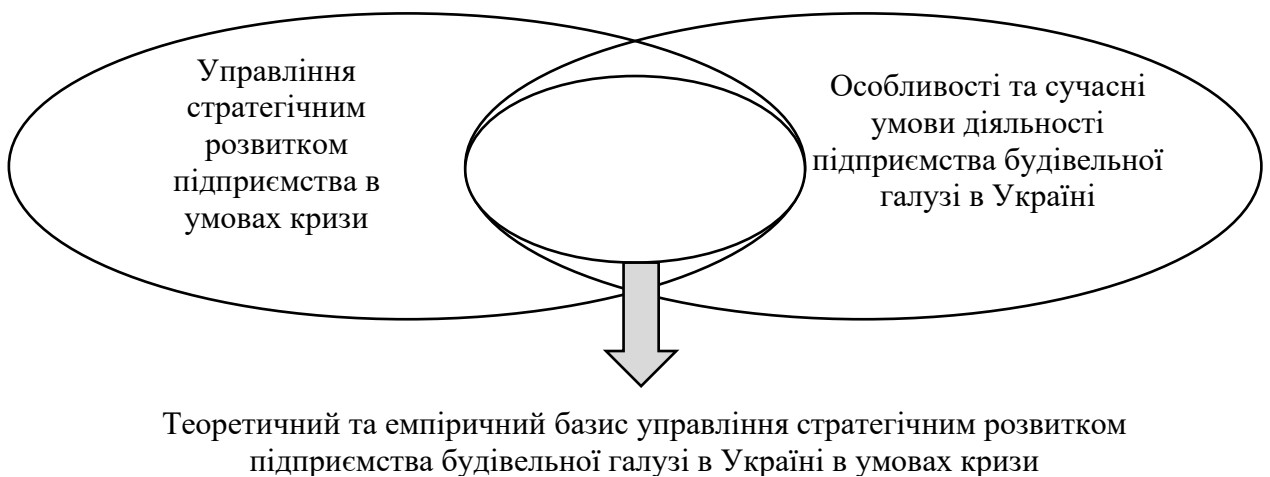 Управління
стратегічним
розвитком
підприємства в
умовах кризи
Особливості та сучасні
умови діяльності
підприємства будівельної
галузі в Україні
Теоретичний та емпіричний базис управління стратегічним розвитком
підприємства будівельної галузі в Україні в умовах кризи